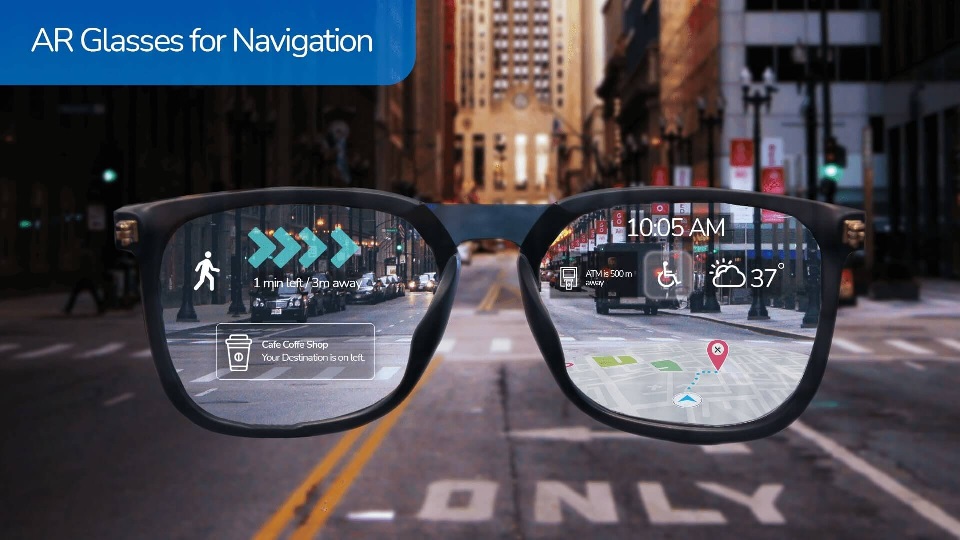 AR Glasses for Navigation
1 min left / 3m away
Cafe Coffe Shop
Your Destination is on left.
10:05 AM
ATM is 500 m
away
37°
ONLY